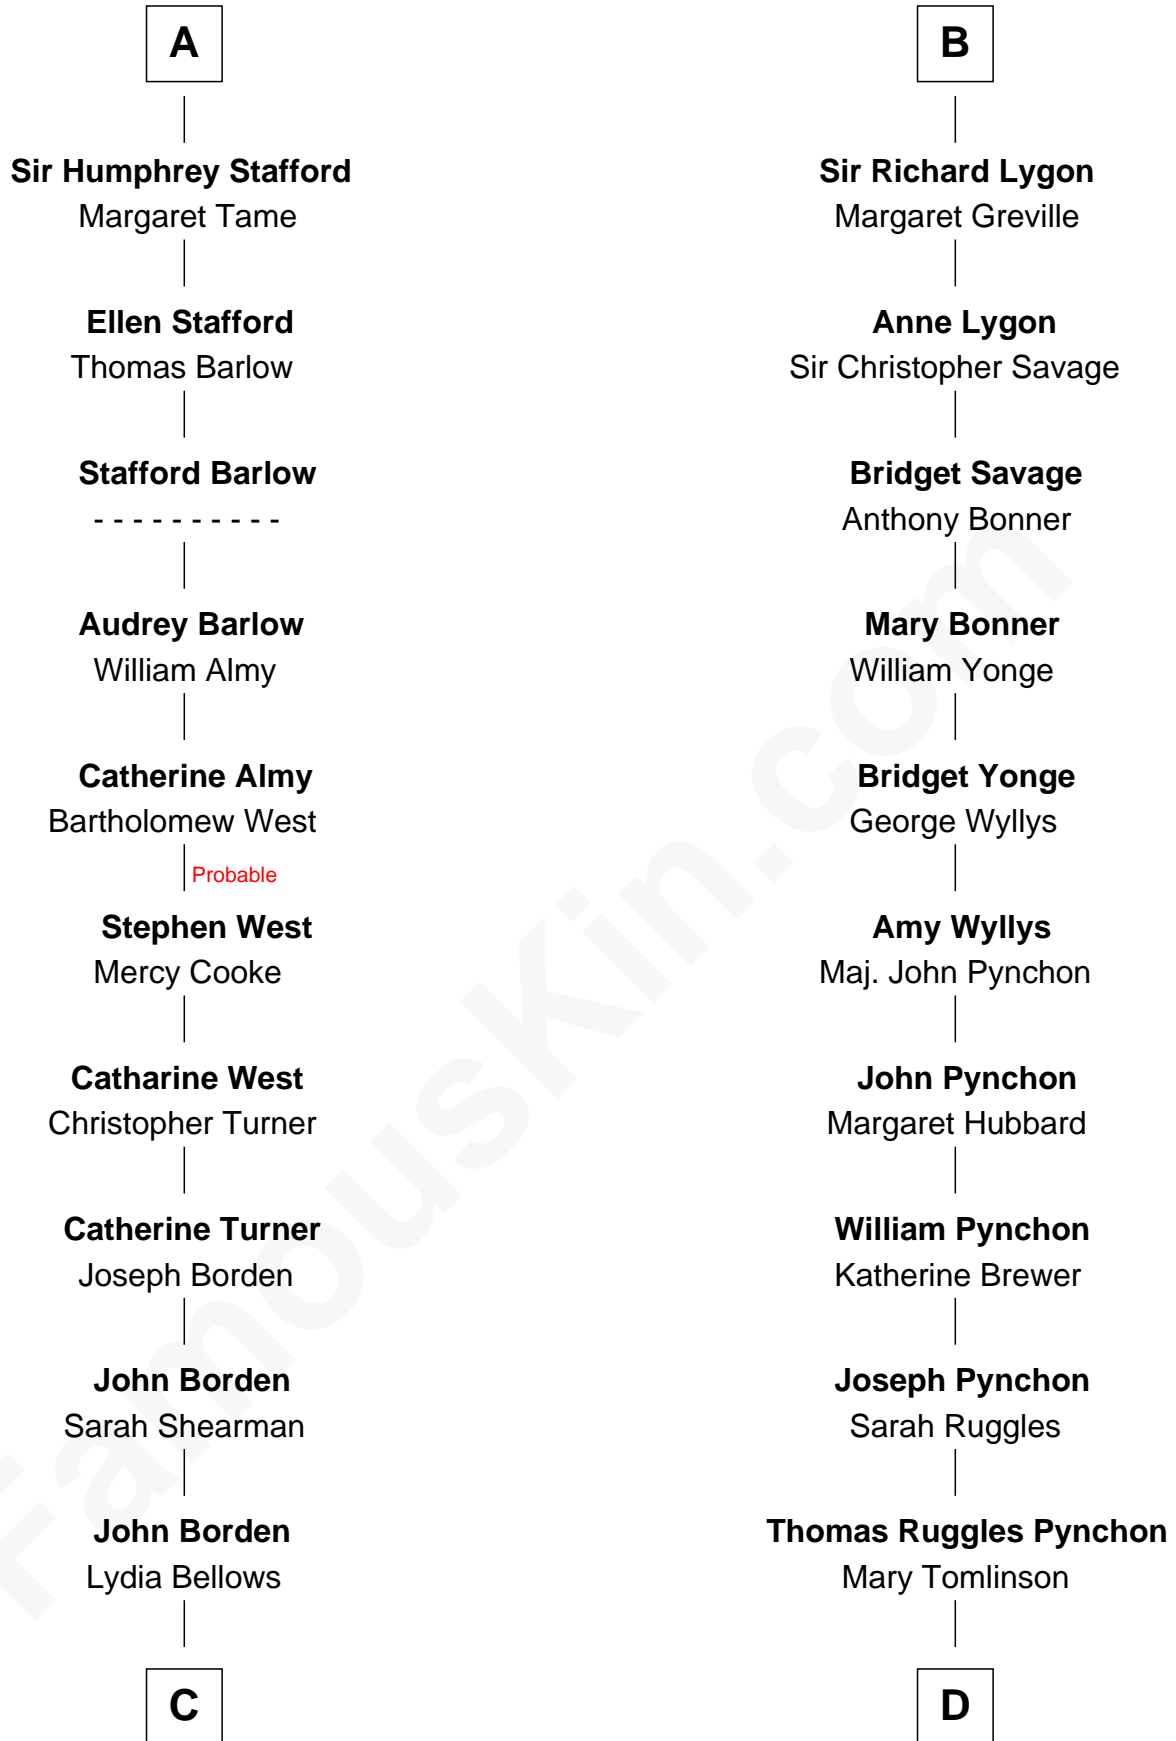 A
Sir Humphrey Stafford
Margaret Tame
Ellen Stafford
Thomas Barlow
Stafford Barlow
- - - - - - - - - -
Audrey Barlow
William Almy
Catherine Almy
Bartholomew West
Probable
Stephen West
Mercy Cooke
Catharine West
Christopher Turner
Catherine Turner
Joseph Borden
John Borden
Sarah Shearman
John Borden
Lydia Bellows
C
B
Sir Richard Lygon
Margaret Greville
Anne Lygon
Sir Christopher Savage
Bridget Savage
Anthony Bonner
Mary Bonner
William Yonge
Bridget Yonge
George Wyllys
Amy Wyllys
Maj. John Pynchon
John Pynchon
Margaret Hubbard
William Pynchon
Katherine Brewer
Joseph Pynchon
Sarah Ruggles
Thomas Ruggles Pynchon
Mary Tomlinson
D
FamousKin.com